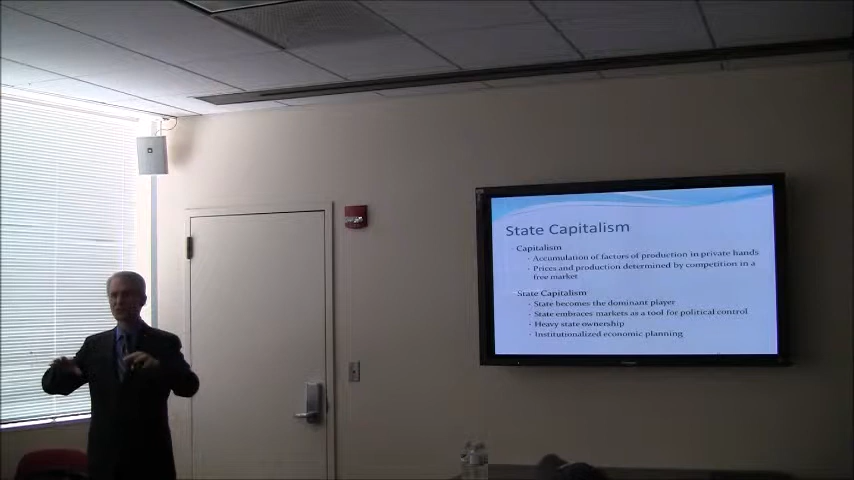 State Capitalism
· Capitalism
· Accumulation of factors of production in private hands
· Prices and production determined by competition in a
free market
· State Capitalism
· State becomes the dominant player
· State embraces markets as a tool for political control
· Heavy state ownership
· Institutionalized economic planning